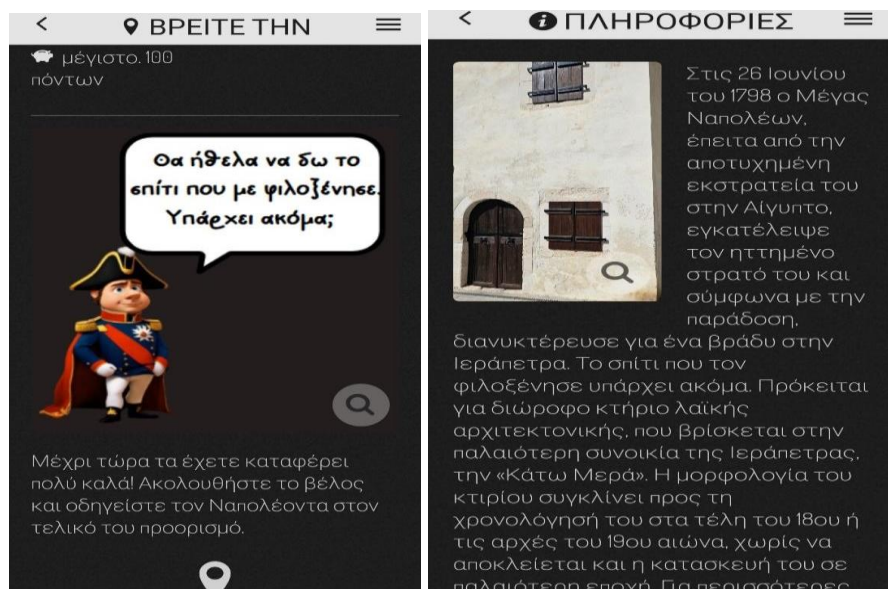 ΒΡΕΙΤΕ ΤΗΝ
μέγιστο. 100
πόντων
Θα ήθελα να δω το
σπίτι που με φιλοξένησε.
Υπάρχει ακόμα;
Μέχρι τώρα τα έχετε καταφέρει
πολύ καλά! Ακολουθήστε το βέλος
και οδηγείστε τον Ναπολέοντα στον
τελικό του προορισμό.
ΠΛΗΡΟΦΟΡΙΕΣ
Στις 26 Ιουνίου
του 1798 ο Μέγας
Ναπολέων,
έπειτα από την
αποτυχημένη
εκστρατεία του
στην Αίγυπτο,
εγκατέλειψε
τον ηττημένο
στρατό του και
σύμφωνα με την
παράδοση,
διανυκτέρευσε για ένα βράδυ στην
Ιεράπετρα. Το σπίτι που τον
φιλοξένησε υπάρχει ακόμα. Πρόκειται
για διώροφο κτήριο λαϊκής
αρχιτεκτονικής, που βρίσκεται στην
παλαιότερη συνοικία της Ιεράπετρας,
την «Κάτω Μερά». Η μορφολογία του
κτιρίου συγκλίνει προς τη
χρονολόγησή του στα τέλη του 18ου ή
τις αρχές του 19ου αιώνα, χωρίς να
αποκλείεται και η κατασκευή του σε
παλαιότερη εποχή. Για περισσότερες